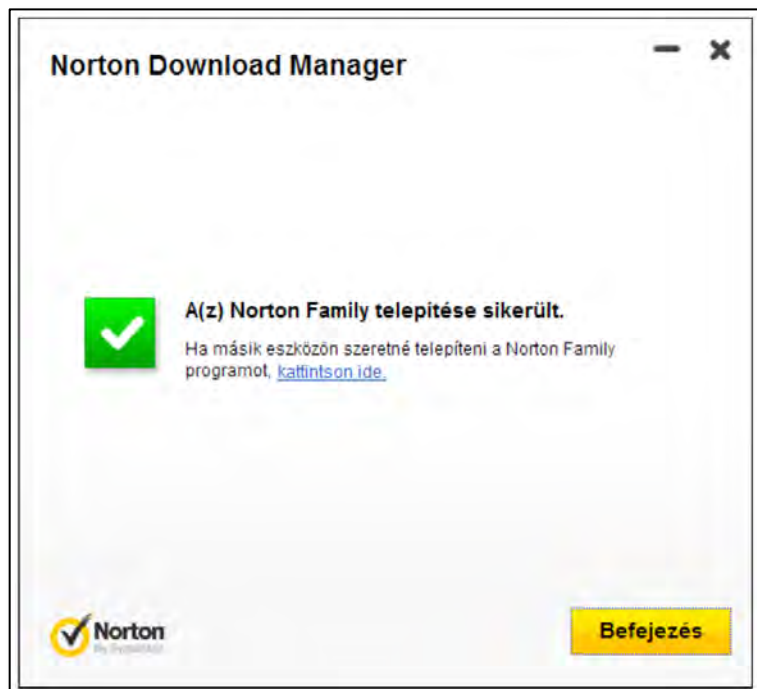 Norton Download Manager
A(z) Norton Family telepítése sikerült.
Ha másik eszközön szeretné telepíteni a Norton Family
programot, kattintson ide.
Norton
Befejezés